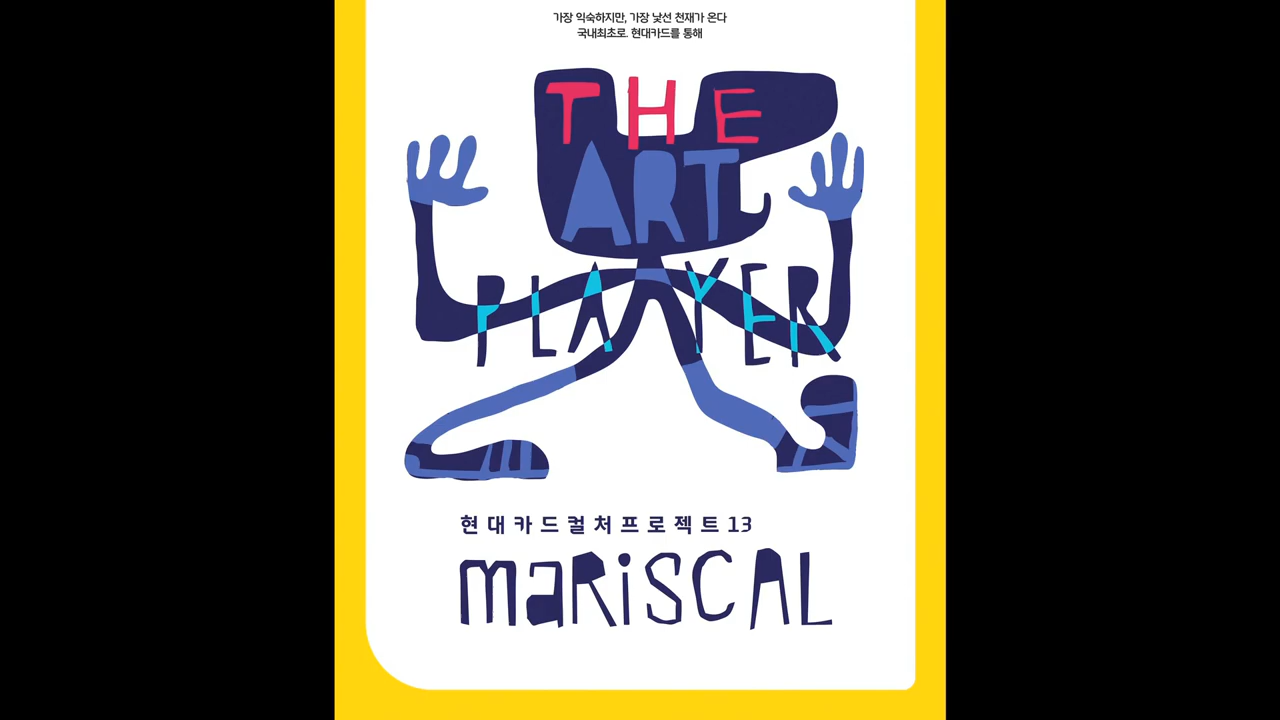 가장 익숙하지만, 가장 낯선 천재가 온다
국내최초로. 현대카드를 통해
THE
ART
PLAYER
현대카드컬처프로젝트13
maRiSCAL